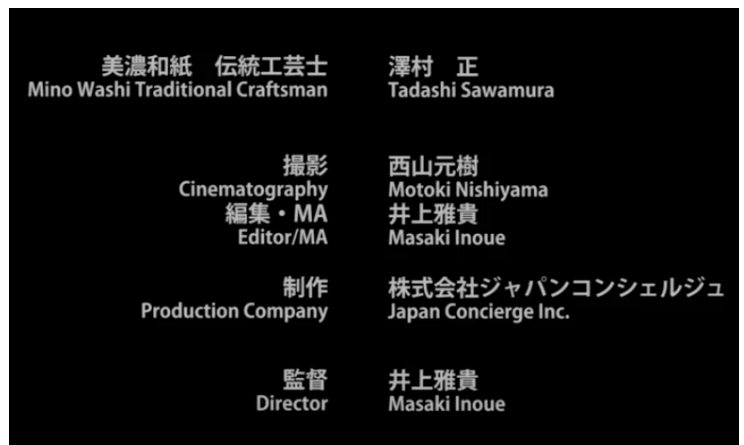 美濃和紙　伝統工芸士　澤村　正
Mino Washi Traditional Craftsman Tadashi Sawamura
撮影 西山元樹
Cinematography Motoki Nishiyama
編集・MA 井上雅貴
Editor/MA Masaki Inoue
制作 株式会社ジャパンコンシェルジュ
Production Company Japan Concierge Inc.
監督 井上雅貴
Director Masaki Inoue